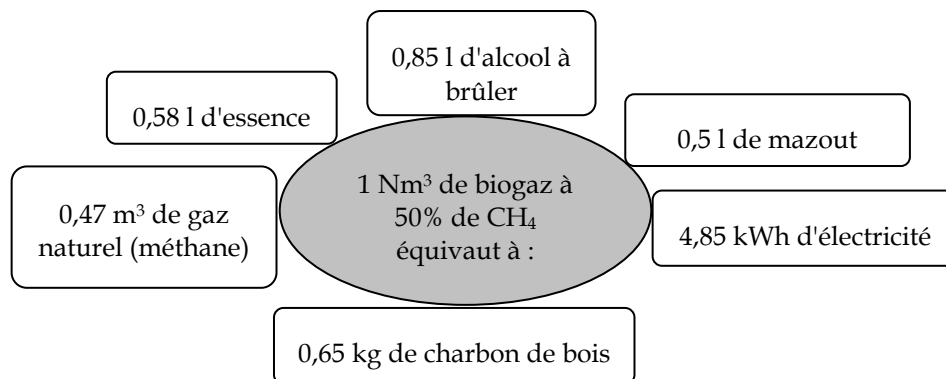 0,85 l d'alcool à
brûler
0,58 l d'essence
0,5 l de mazout
0,47 m³ de gaz
naturel (méthane)
1 Nm³ de biogaz à
50% de CH₄
équivaut à :
4,85 kWh d'électricité
0,65 kg de charbon de bois